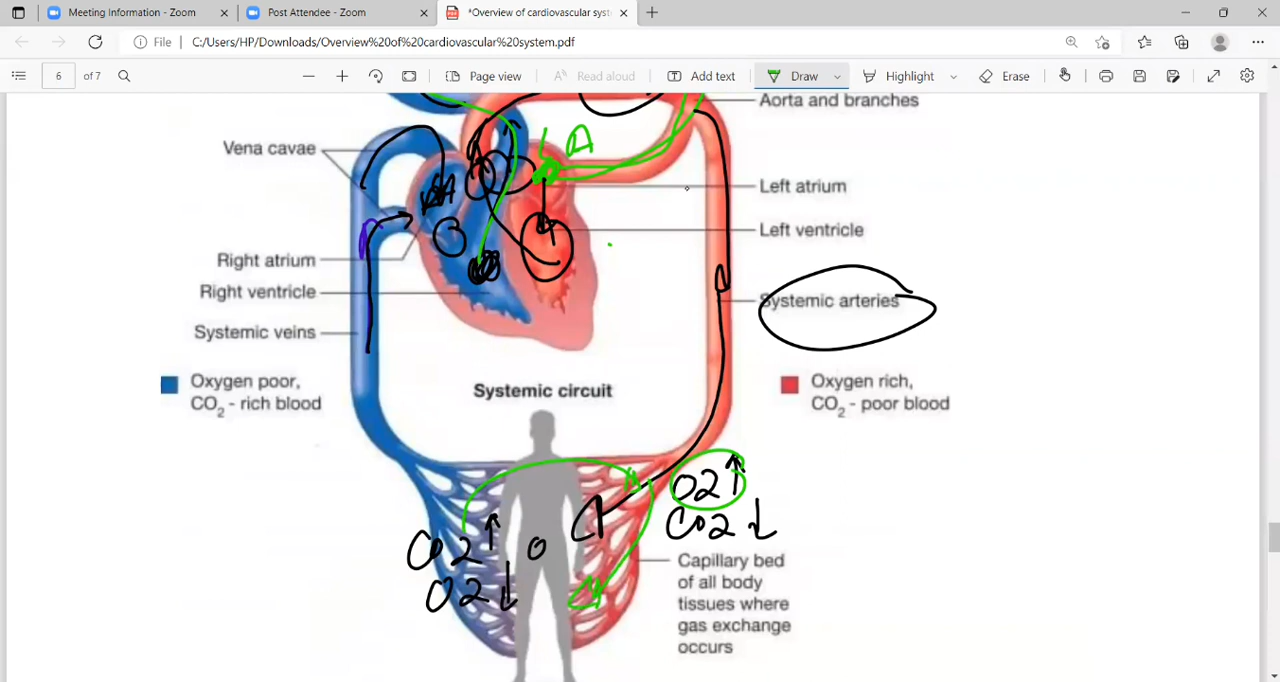 Meeting Information - Zoom
Post Attendee - Zoom
*Overview of cardiovascular syst
File C:/Users/HP/Downloads/Overview%20of%20cardiovascular%20system.pdf
6 of 7
Page view
Read aloud
Add text
Draw
Highlight
Erase
Aorta and branches
Vena cavae
L A
Left atrium
Left ventricle
Right atrium
Right ventricle
Systemic veins
Systemic arteries
Oxygen poor,
CO2 - rich blood
Systemic circuit
Oxygen rich,
CO2 - poor blood
O2↑
CO2↓
CO2↑
O2↓
Capillary bed
of all body
tissues where
gas exchange
occurs